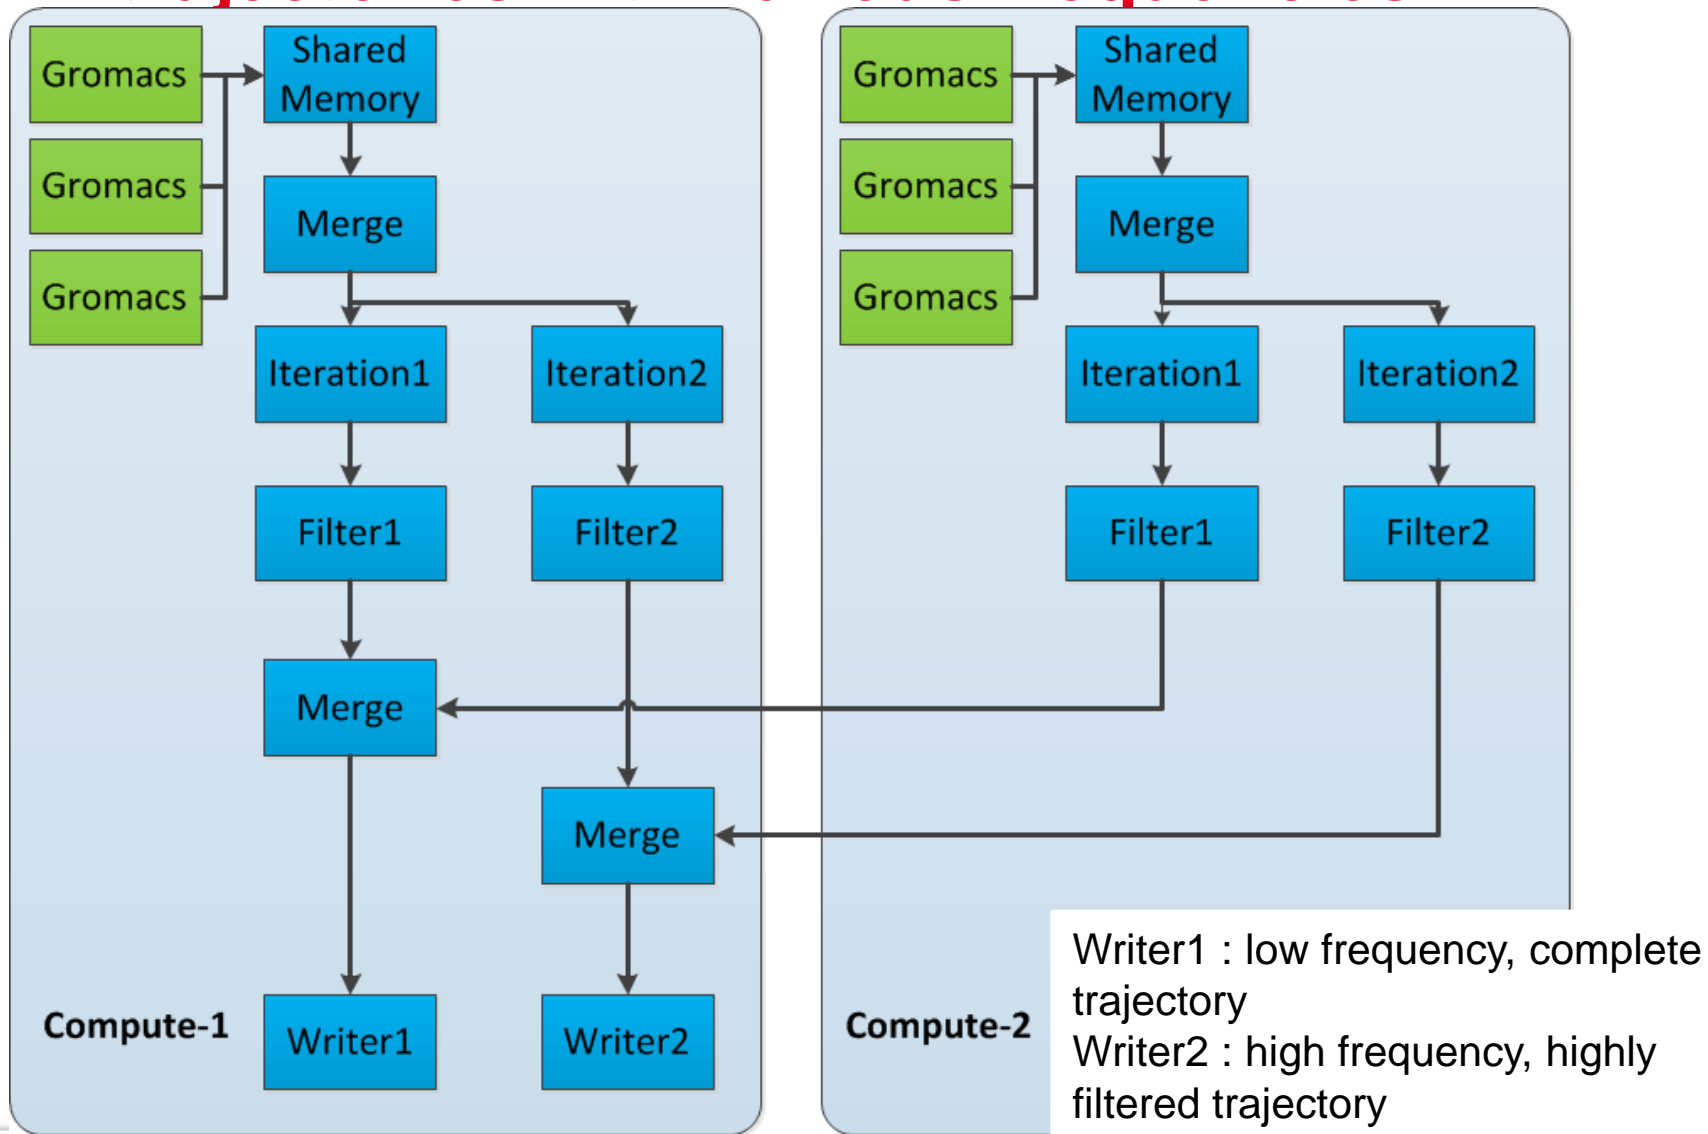 Gromacs
Gromacs
Gromacs
Shared
Memory
Merge
Iteration1
Iteration2
Filter1
Filter2
Merge
Merge
Compute-1
Writer1
Writer2
Gromacs
Gromacs
Gromacs
Shared
Memory
Merge
Iteration1
Iteration2
Filter1
Filter2
Compute-2
Writer1 : low frequency, complete
trajectory
Writer2 : high frequency, highly
filtered trajectory